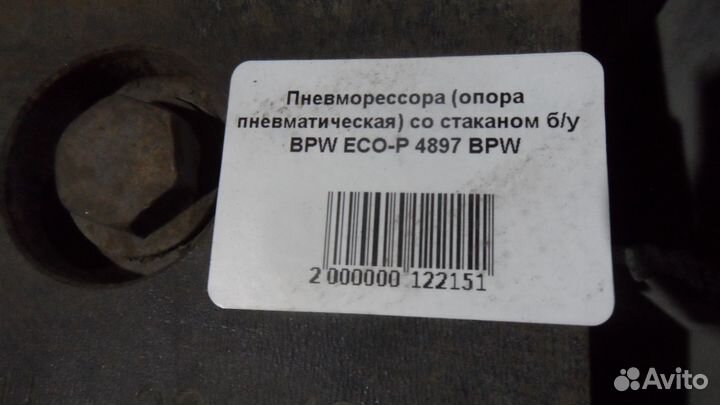 Пневморессора (опора
пневматическая) со стаканом б/у
BPW ECO-P 4897 BPW
2 000000 122151
Avito